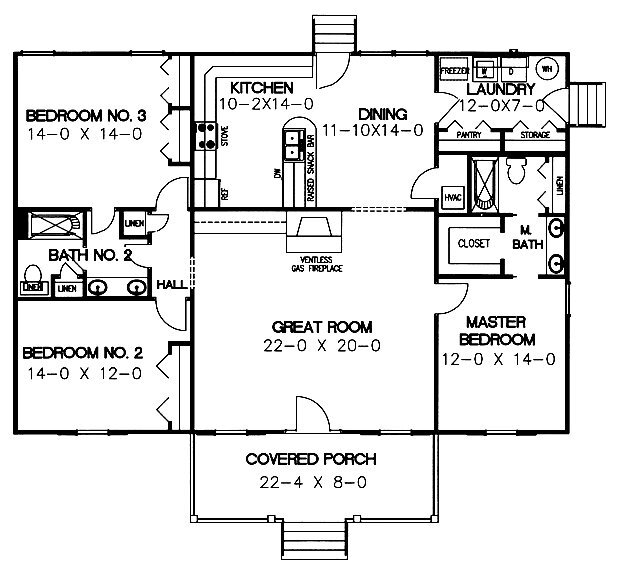 KITCHEN
10-2X14-0
FREEZER
W
D
WH
LAUNDRY
12-0X7-0
BEDROOM NO. 3
14-0 X 14-0
DINING
11-10X14-0
STOVE
PANTRY
STORAGE
RAISED SNACK BAR
DW
REF
HVAC
LINEN
LINEN
M.
BATH
CLOSET
BATH NO. 2
VENTLESS
GAS FIREPLACE
LINEN
LINEN
HALL
GREAT ROOM
22-0 X 20-0
MASTER
BEDROOM
12-0 X 14-0
BEDROOM NO. 2
14-0 X 12-0
COVERED PORCH
22-4 X 8-0